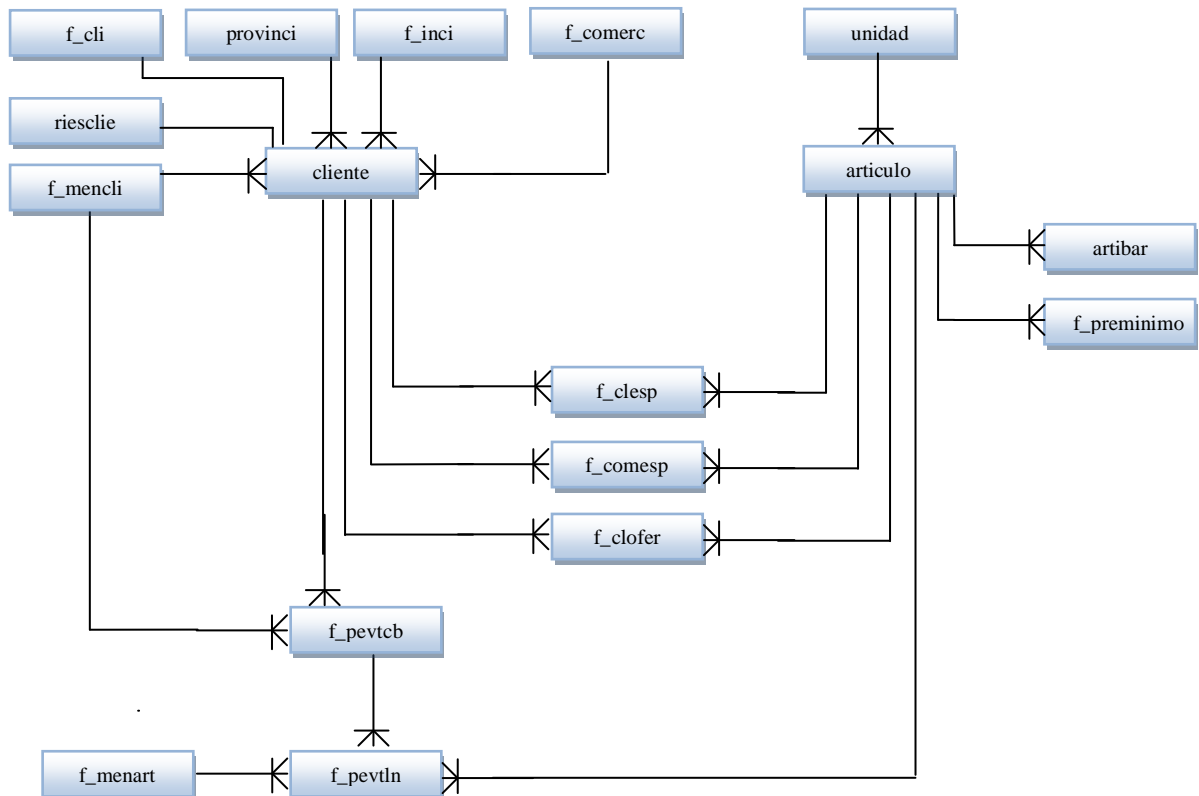 f_cli
provinci
f_inci
f_comerc
unidad
riesclie
f_mencli
cliente
articulo
artibar
f_preminimo
f_clesp
f_comesp
f_clofer
f_pevtcb
f_menart
f_pevtln